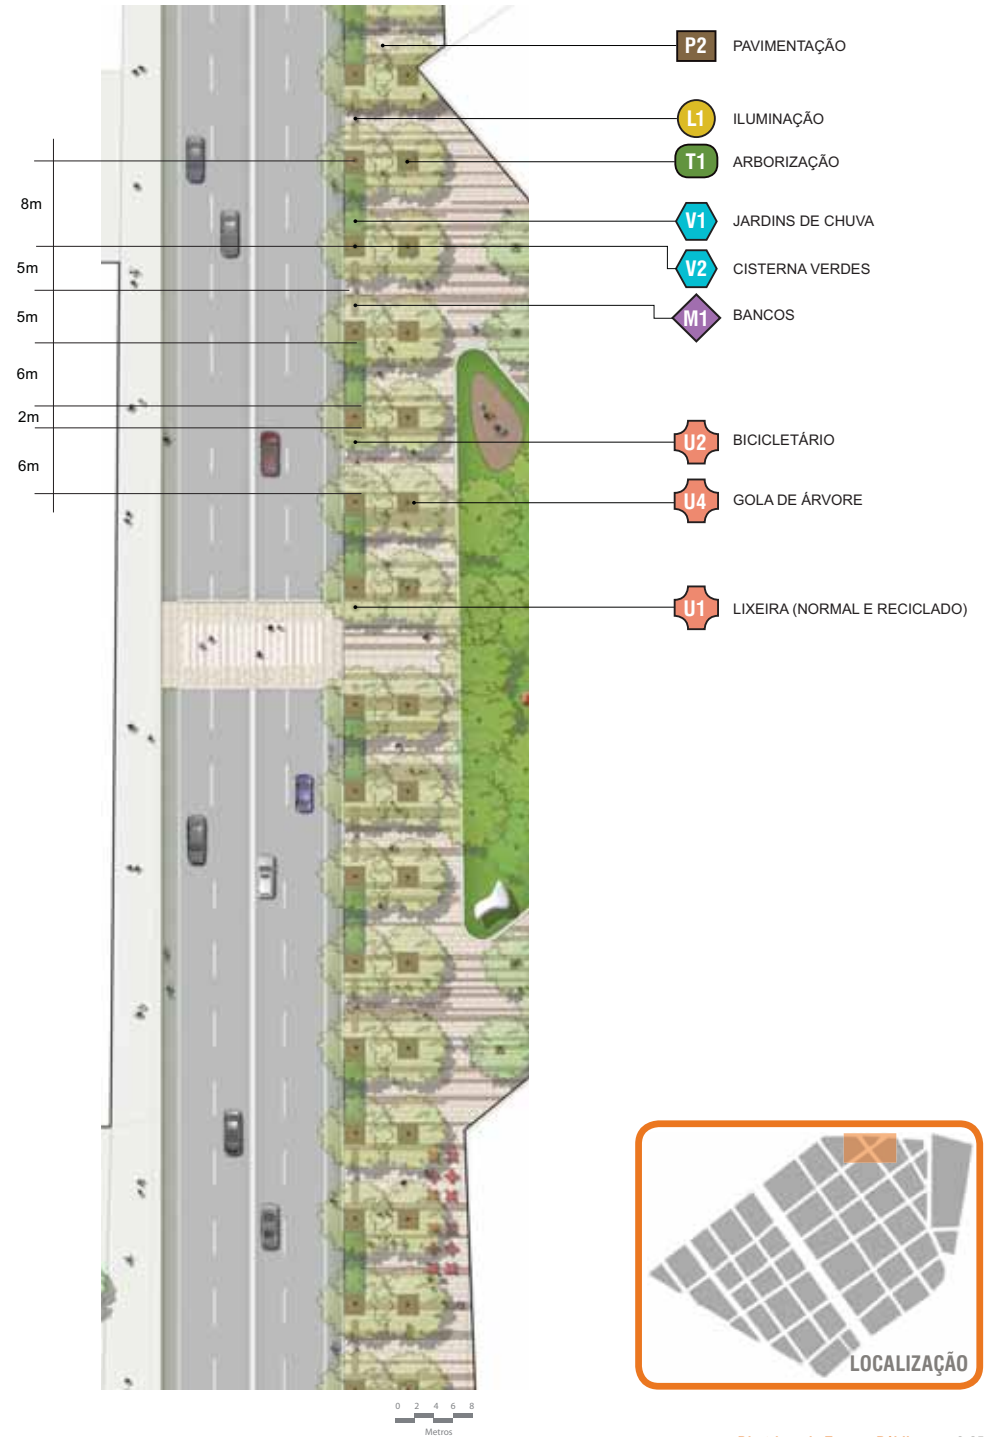 P2 PAVIMENTAÇÃO
L1 ILUMINAÇÃO
T1 ARBORIZAÇÃO
8m
V1 JARDINS DE CHUVA
5m
V2 CISTERNA VERDES
5m
M1 BANCOS
6m
2m
U2 BICICLETÁRIO
6m
U4 GOLA DE ÁRVORE
U1 LIXEIRA (NORMAL E RECICLADO)
LOCALIZAÇÃO
0 2 4 6 8
Metros